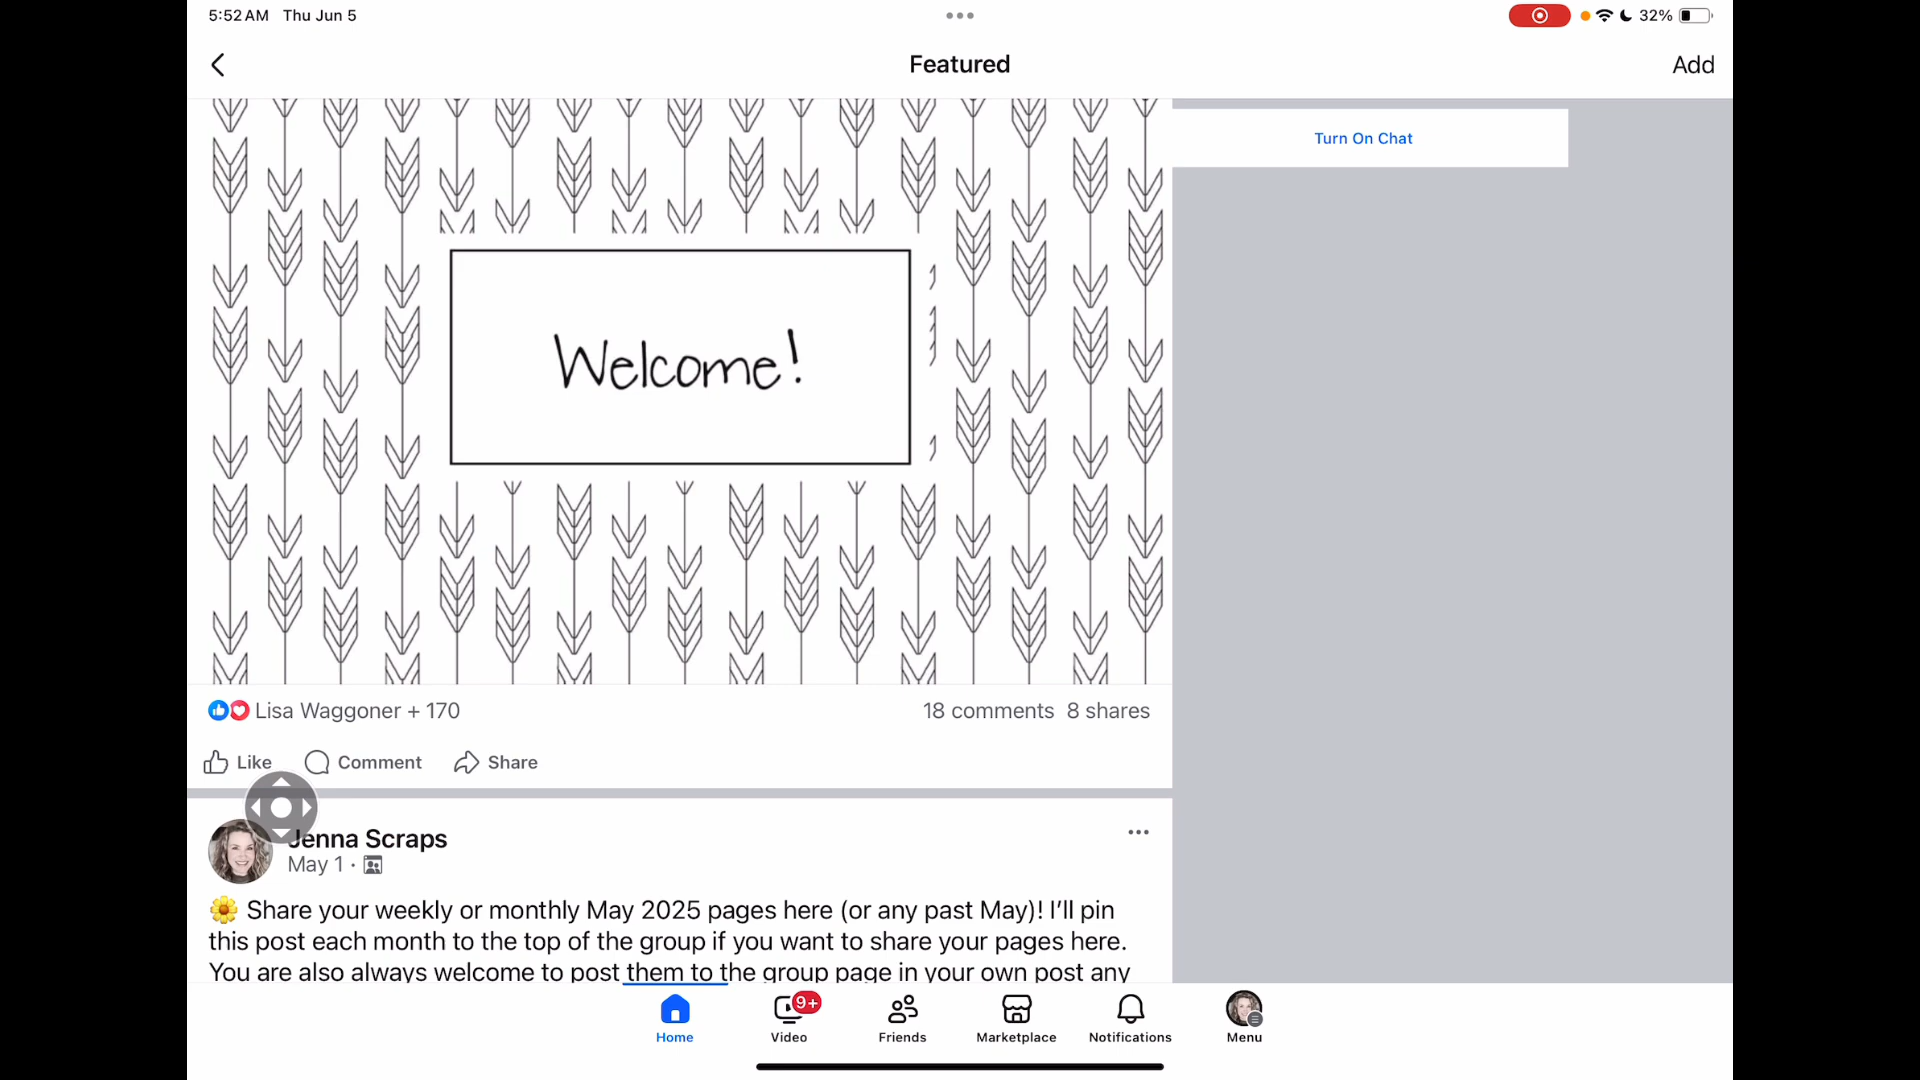 5:52 AM Thu Jun 5
32%
Featured
Add
Turn On Chat
Welcome!
Lisa Waggoner + 170
18 comments 8 shares
Like
Comment
Share
Jenna Scraps
May 1 ·
🌼 Share your weekly or monthly May 2025 pages here (or any past May)! I’ll pin
this post each month to the top of the group if you want to share your pages here.
You are also always welcome to post them to the group page in your own post any
9+
Home
Video
Friends
Marketplace
Notifications
Menu